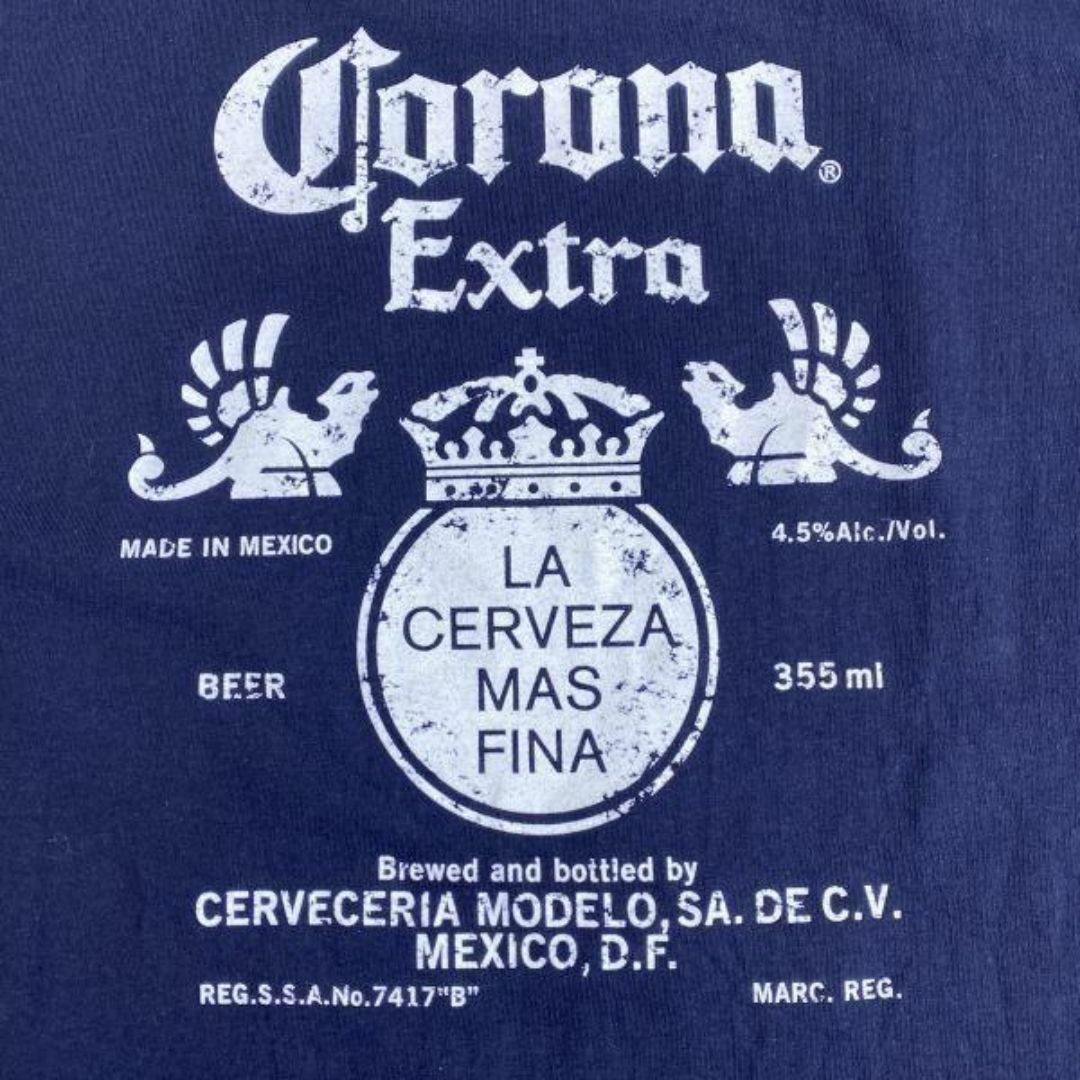 Corona®
Extra
MADE IN MEXICO
4.5%Alc./Vol.
LA
CERVEZA
MAS
FINA
BEER
355 ml
Brewed and bottled by
CERVECERIA MODELO, SA. DE C.V.
MEXICO, D.F.
REG.S.S.A.No.7417"B"
MARC. REG.